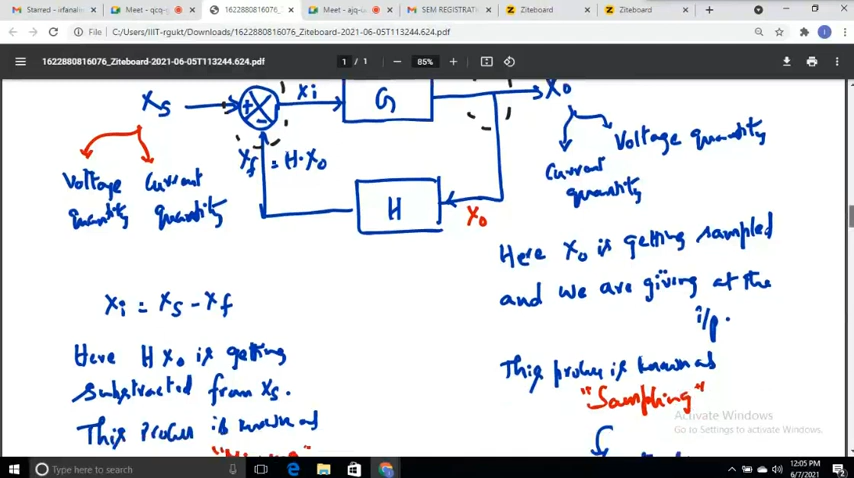 Starred - irfanali
Meet - qcq-
1622880816076_Ziteboard-
Meet - ajq-
SEM REGISTRATI
Ziteboard
Ziteboard
File | C:/Users/IIIT-rgukt/Downloads/1622880816076_Ziteboard-2021-06-05T113244.624.pdf
1622880816076_Ziteboard-2021-06-05T113244.624.pdf
1 / 1
85%
Xs
+
-
Xi
G
Xo
Voltage quantity
Current quantity
Xf = H·Xo
Voltage quantity
Current quantity
H
Xo
Here Xo is getting sampled
and we are giving at the
i/p.
Xi = Xs - Xf
Here H Xo is getting
substracted from Xs.
This process is known as
This process is known as
"Sampling"
Activate Windows
Go to Settings to activate Windows.
Type here to search
12:05 PM
6/7/2021
2